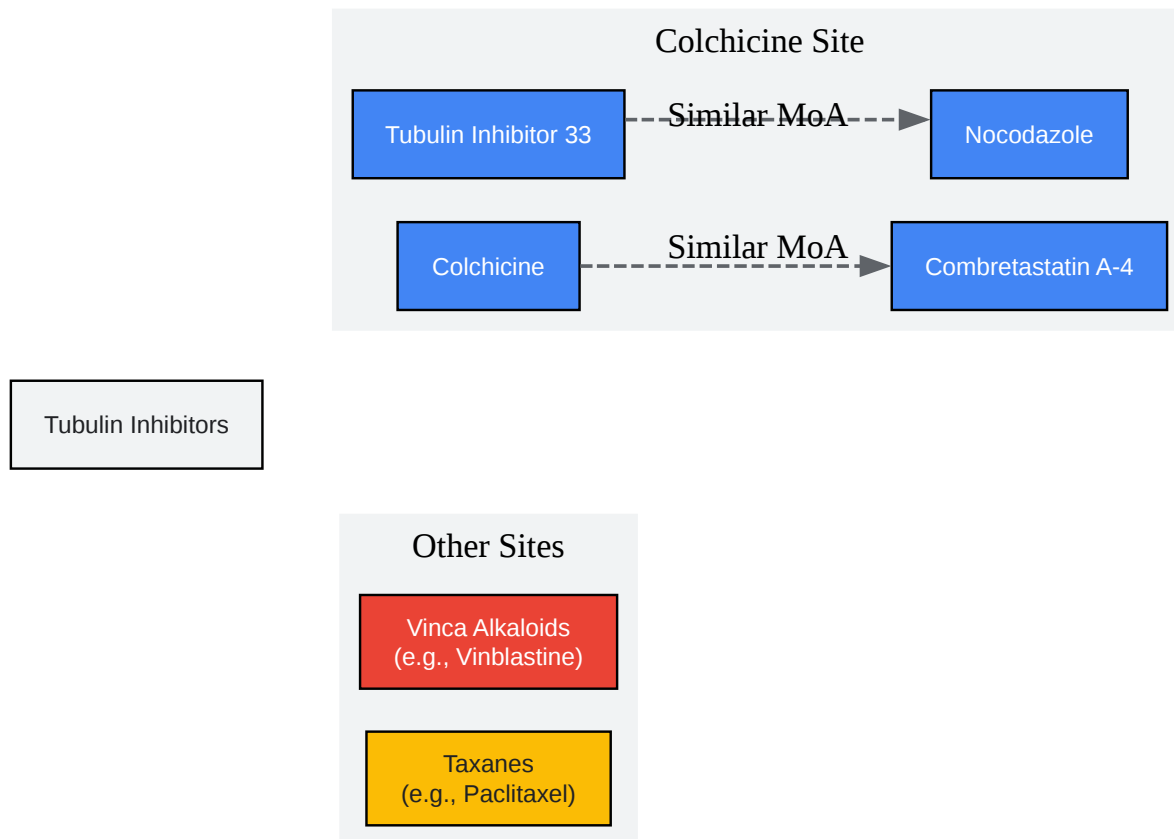 Colchicine Site
Tubulin Inhibitor 33
Similar MoA
Nocodazole
Colchicine
Similar MoA
Combretastatin A-4
Tubulin Inhibitors
Other Sites
Vinca Alkaloids
(e.g., Vinblastine)
Taxanes
(e.g., Paclitaxel)